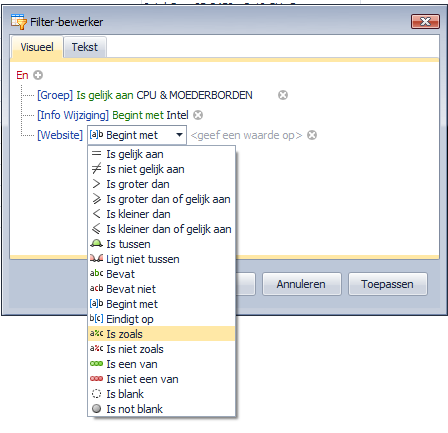 Filter-bewerker
Visueel Tekst
En
[Groep] Is gelijk aan CPU & MOEDERBORDEN
[Info Wijziging] Begint met Intel
[Website] [a]b Begint met <geef een waarde op>
Is gelijk aan
Is niet gelijk aan
Is groter dan
Is groter dan of gelijk aan
Is kleiner dan
Is kleiner dan of gelijk aan
Is tussen
Ligt niet tussen
abc Bevat
acb Bevat niet
[a]b Begint met
b[c] Eindigt op
a%c Is zoals
a%c Is niet zoals
Is een van
Is niet een van
Is blank
Is not blank
Annuleren Toepassen